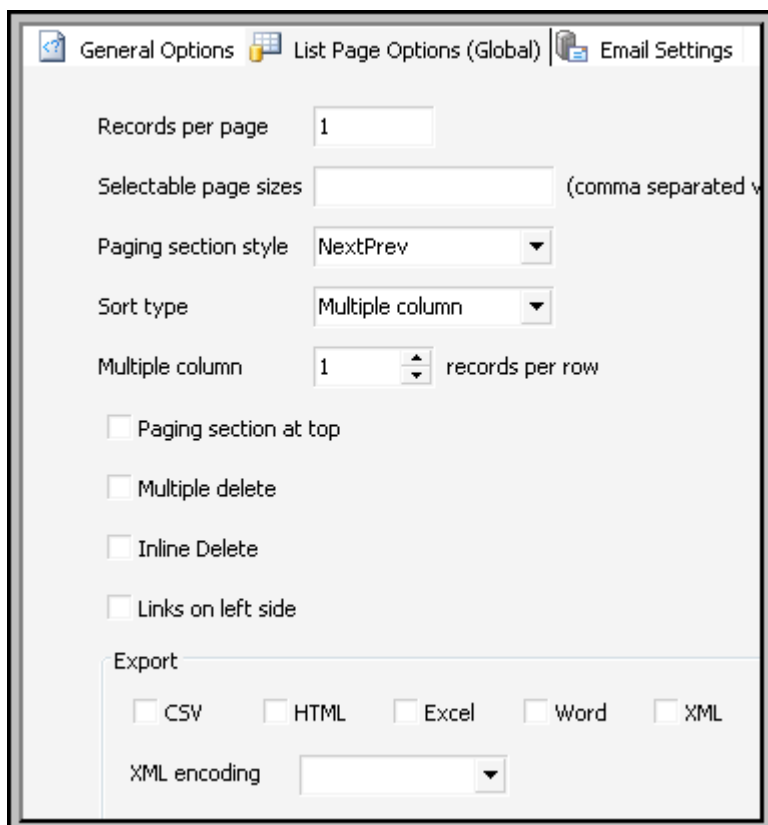 General Options List Page Options (Global) Email Settings
Records per page 1
Selectable page sizes (comma separated
Paging section style NextPrev
Sort type Multiple column
Multiple column 1 records per row
Paging section at top
Multiple delete
Inline Delete
Links on left side
Export
CSV HTML Excel Word XML
XML encoding